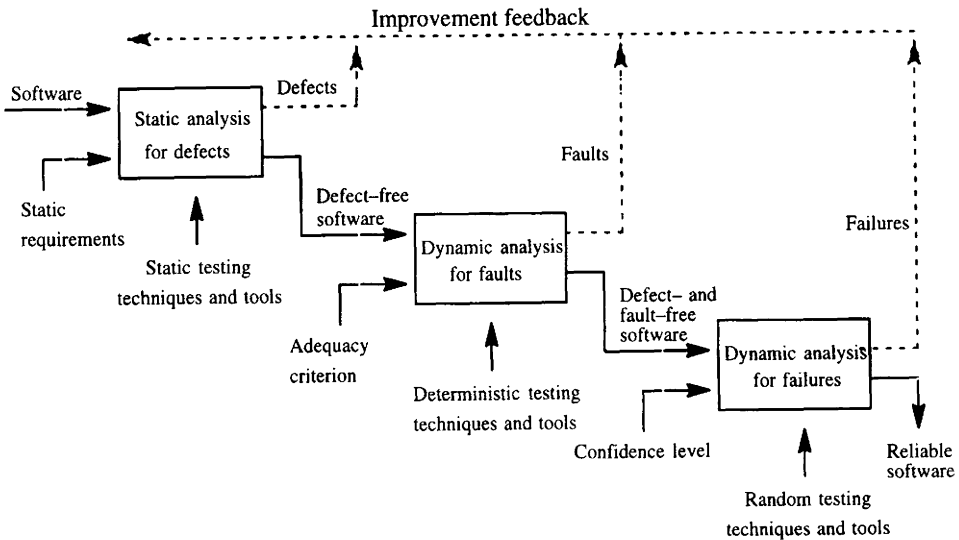 Improvement feedback
Software
Defects
Static analysis
for defects
Static
requirements
Static testing
techniques and tools
Defect–free
software
Faults
Dynamic analysis
for faults
Adequacy
criterion
Deterministic testing
techniques and tools
Defect– and
fault–free
software
Failures
Dynamic analysis
for failures
Confidence level
Random testing
techniques and tools
Reliable
software